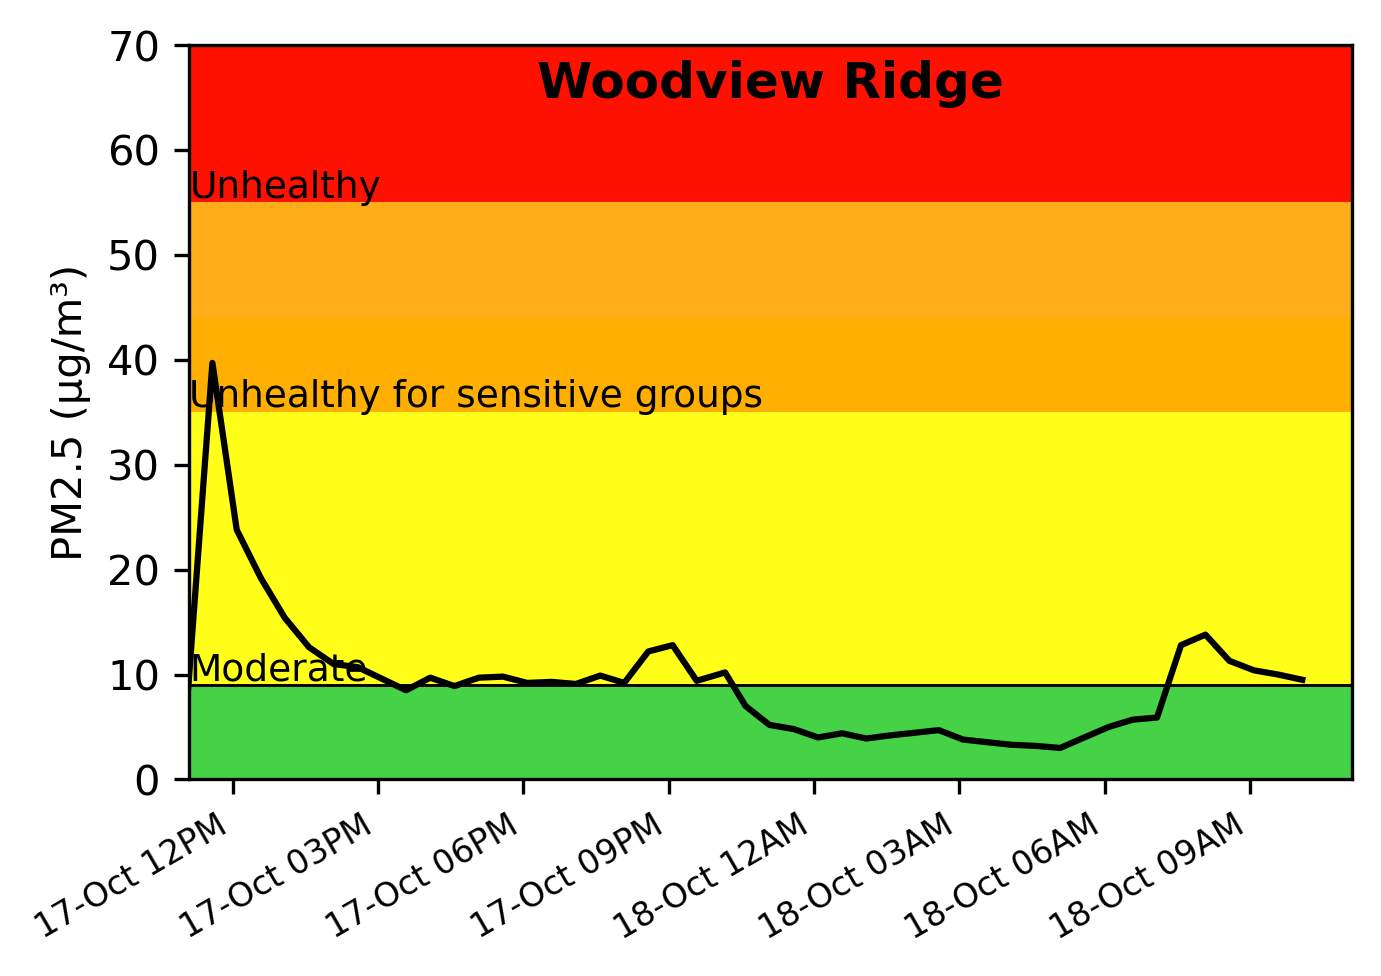 Woodview Ridge
70
60
Unhealthy
50
40
Unhealthy for sensitive groups
30
20
10
Moderate
0
PM2.5 (µg/m³)
17-Oct 12PM
17-Oct 03PM
17-Oct 06PM
17-Oct 09PM
18-Oct 12AM
18-Oct 03AM
18-Oct 06AM
18-Oct 09AM